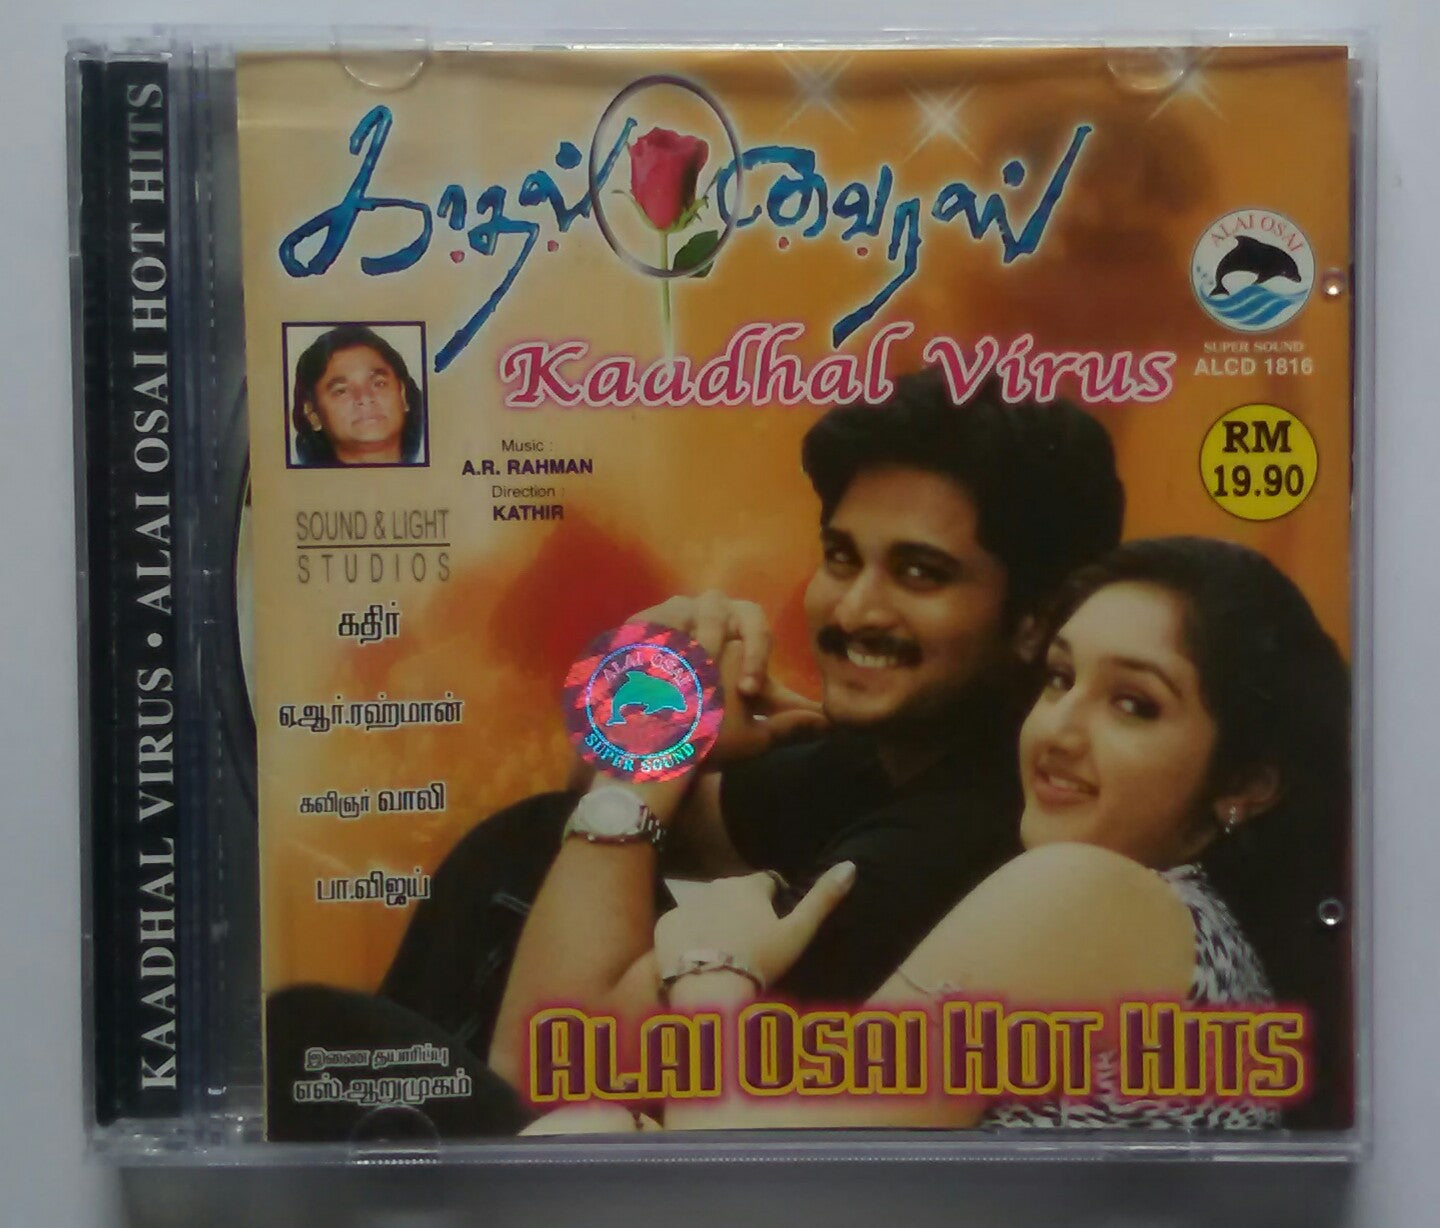 KAADHAL VIRUS • ALAI OSAI HOT HITS
காதல் வைரஸ்
Kaadhal Virus
ALAI OSAI
SUPER SOUND
ALCD 1816
RM
19.90
Music :
A.R. RAHMAN
Direction :
KATHIR
SOUND & LIGHT
STUDIOS
கதிர்
ஏ.ஆர்.ரஹ்மான்
கவிஞர் வாலி
பா.விஜய்
ALAI OSAI
SUPER SOUND
இணை தயாரிப்பு
எஸ்.ஆறுமுகம்
ALAI OSAI HOT HITS